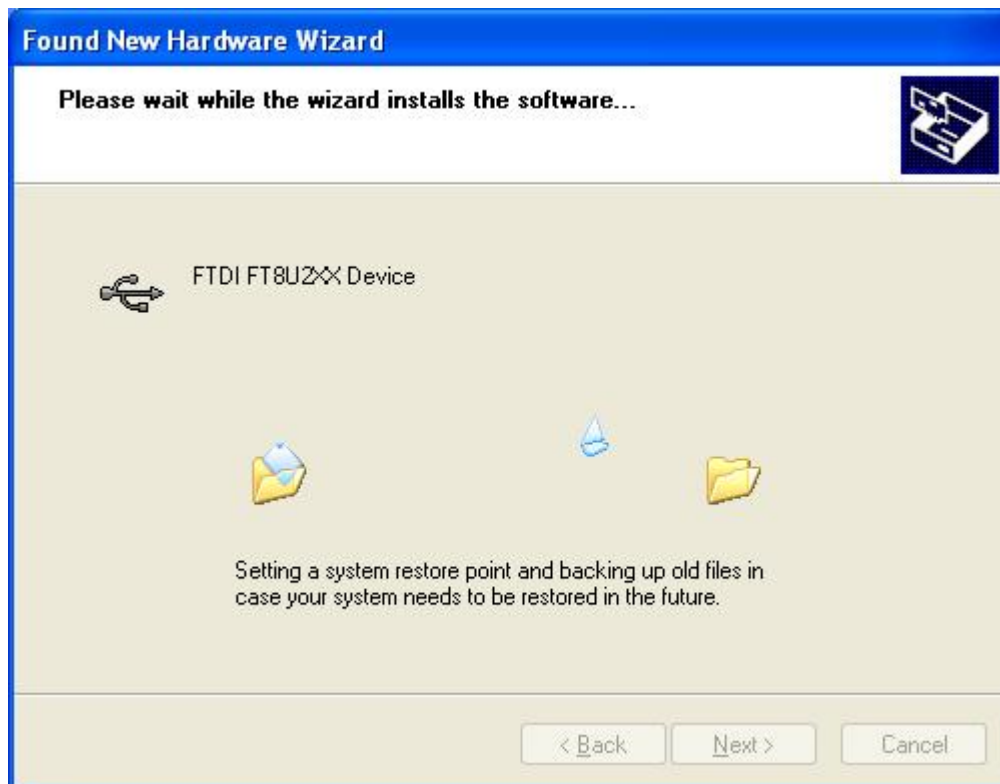 Found New Hardware Wizard
Please wait while the wizard installs the software...
FTDI FT8U2XX Device
Setting a system restore point and backing up old files in
case your system needs to be restored in the future.
< Back
Next >
Cancel